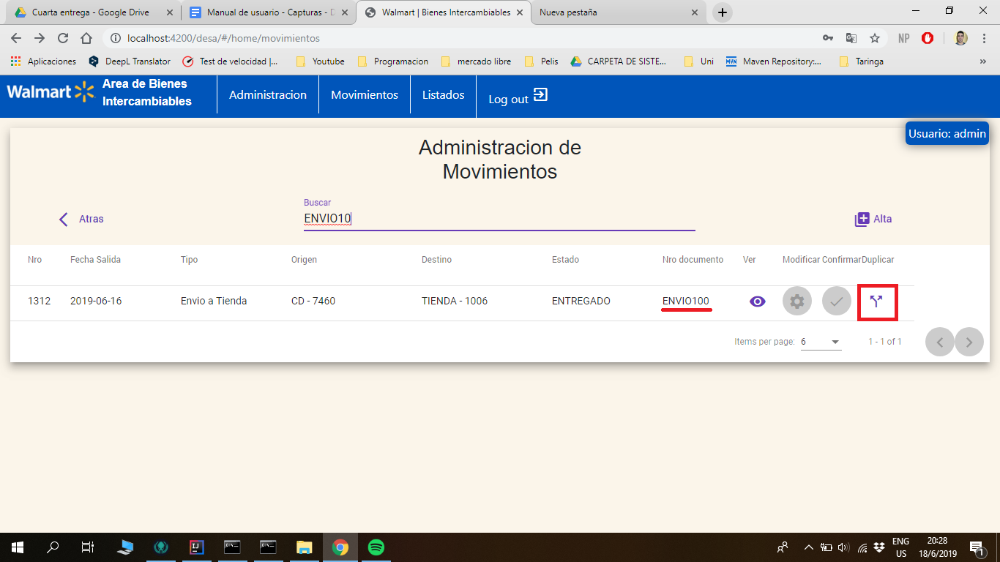 Cuarta entrega - Google Drive
Manual de usuario - Capturas - D
Walmart | Bienes Intercambiables
Nueva pestaña
localhost:4200/desa/#/home/movimientos
NP
Aplicaciones
DeepL Translator
Test de velocidad |...
Youtube
Programacion
mercado libre
Pelis
CARPETA DE SISTE...
Uni
MVN
Maven Repository:...
Taringa
»
Walmart
Area de Bienes
Intercambiables
Administracion
Movimientos
Listados
Log out
Usuario: admin
Administracion de
Movimientos
Atras
Buscar
ENVIO10
Alta
Nro Fecha Salida Tipo Origen Destino Estado Nro documento Ver Modificar Confirmar Duplicar
1312 2019-06-16 Envio a Tienda CD - 7460 TIENDA - 1006 ENTREGADO ENVIO100
Items per page: 6 1 - 1 of 1
IJ
ENG
US
20:28
18/6/2019
1